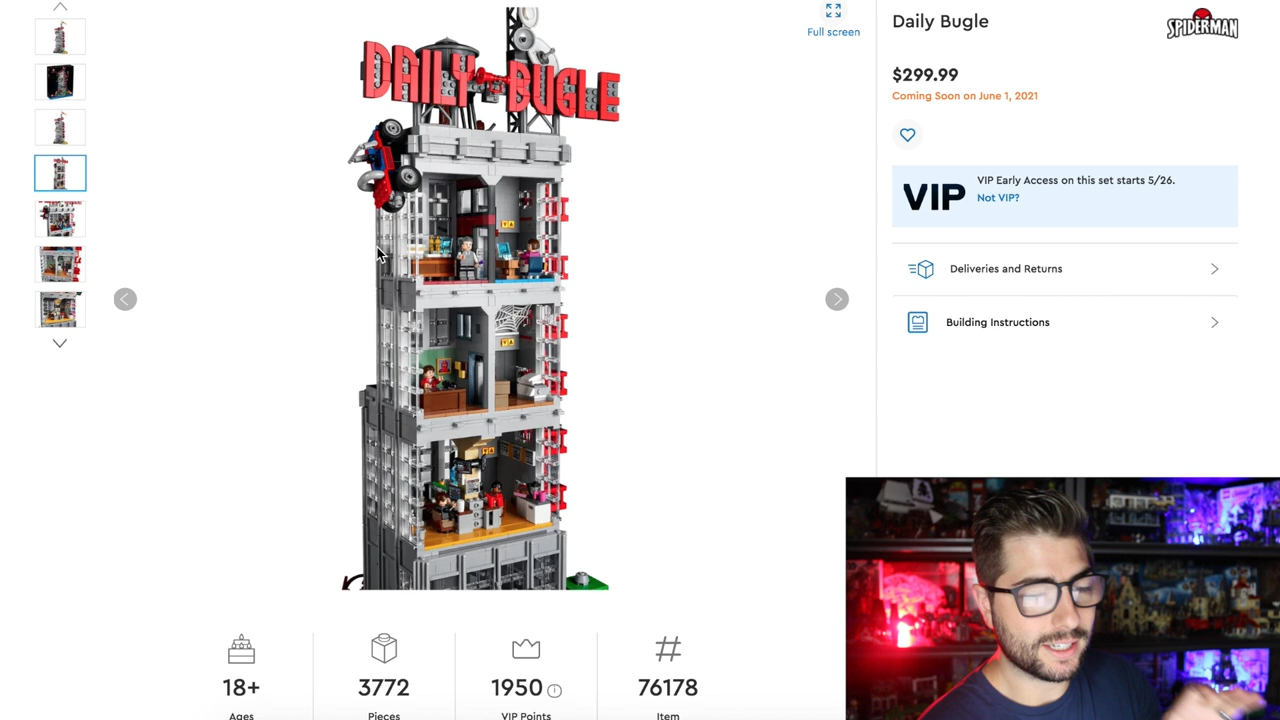 Full screen
Daily Bugle
SPIDERMAN
$299.99
Coming Soon on June 1, 2021
DAILY BUGLE
VIP
VIP Early Access on this set starts 5/26.
Not VIP?
Deliveries and Returns
Building Instructions
18+
Ages
3772
Pieces
1950
VIP Points
#
76178
Item